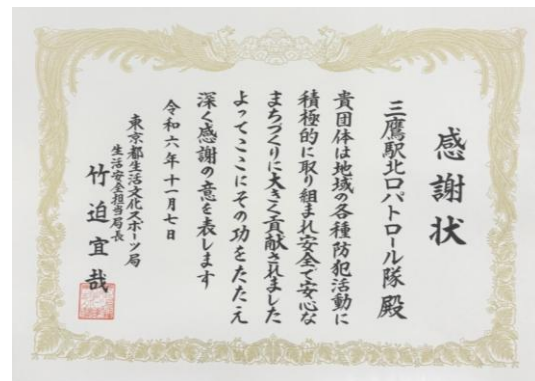 感謝状
三鷹駅北口パトロール隊 殿
貴団体は地域の各種防犯活動に
積極的に取り組まれ安全で安心な
まちづくりに大きく貢献されました
よってここにその功をたたえ
深く感謝の意を表します
令和六年十一月七日
東京都生活文化スポーツ局
生活安全担当局長
竹迫宜哉